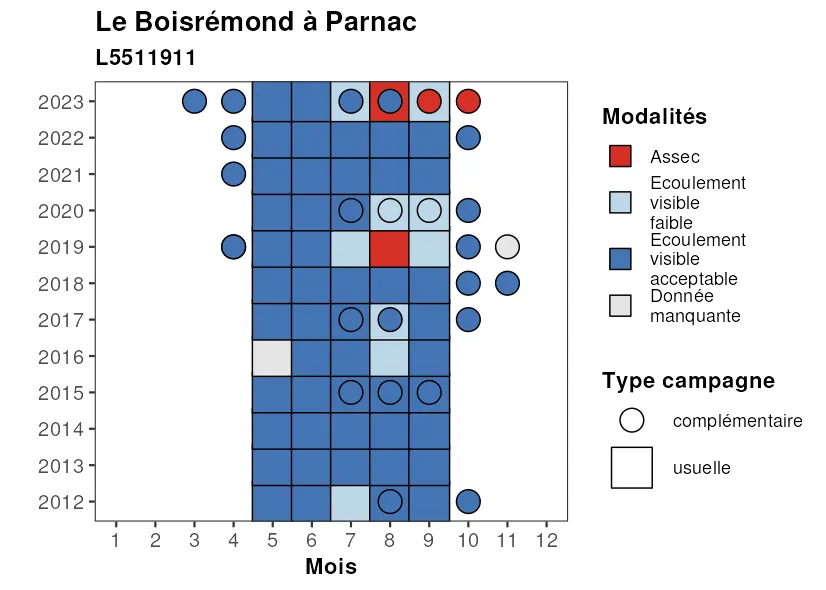 Le Boisrémond à Parnac
L5511911
2023
2022
2021
2020
2019
2018
2017
2016
2015
2014
2013
2012
1 2 3 4 5 6 7 8 9 10 11 12
Mois
Modalités
Assec
Ecoulement
visible
faible
Ecoulement
visible
acceptable
Donnée
manquante
Type campagne
complémentaire
usuelle